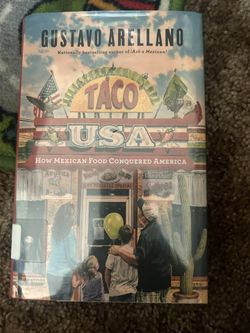 GUSTAVO ARELLANO
Nationally bestselling author of ¡Ask a Mexican!
TACO
USA
HOW MEXICAN FOOD CONQUERED AMERICA